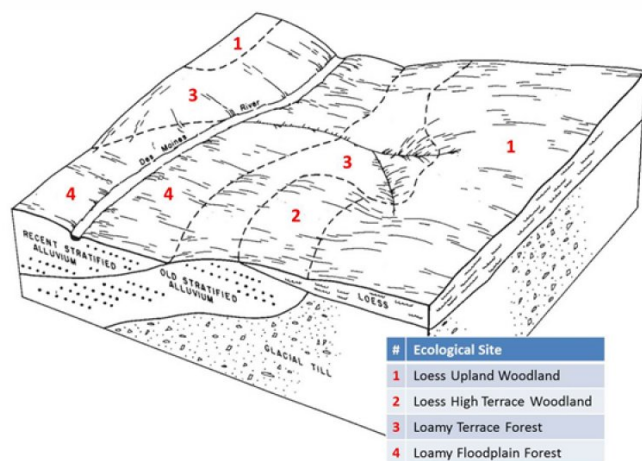 1
3
Des Moines River
3
1
4
4
2
RECENT STRATIFIED
ALLUVIUM
OLD STRATIFIED
ALLUVIUM
LOESS
GLACIAL TILL
# Ecological Site
1 Loess Upland Woodland
2 Loess High Terrace Woodland
3 Loamy Terrace Forest
4 Loamy Floodplain Forest